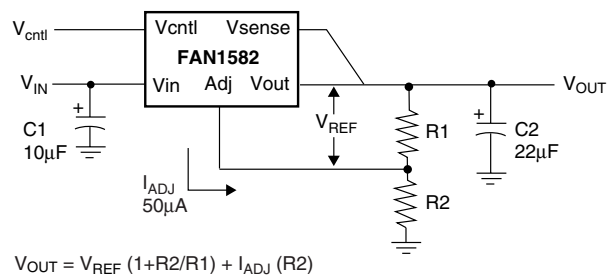 Vcntl
Vcntl Vsense
FAN1582
VIN
Vin Adj Vout
VOUT
+
C1
10µF
VREF
R1
+
C2
22µF
IADJ
50µA
R2
VOUT = VREF (1+R2/R1) + IADJ (R2)